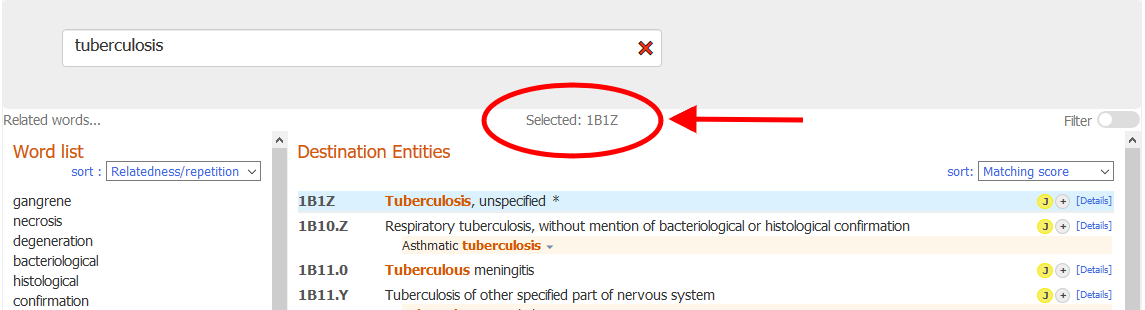 tuberculosis
Selected: 1B1Z
Related words...
Filter
Word list
sort : Relatedness/repetition
gangrene
necrosis
degeneration
bacteriological
histological
confirmation
Destination Entities
sort: Matching score
1B1Z Tuberculosis, unspecified * J + [Details]
1B10.Z Respiratory tuberculosis, without mention of bacteriological or histological confirmation J + [Details]
Asthmatic tuberculosis
1B11.0 Tuberculous meningitis J + [Details]
1B11.Y Tuberculosis of other specified part of nervous system J + [Details]